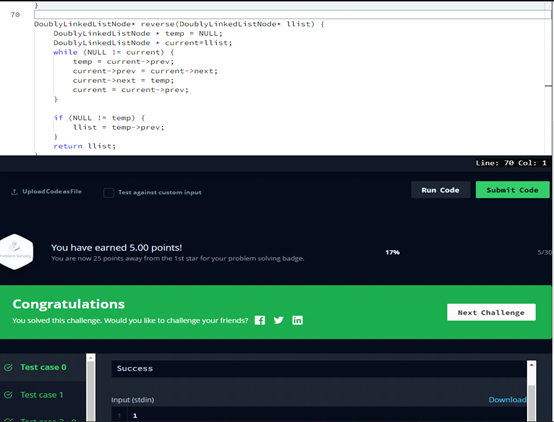 }
70
DoublyLinkedListNode* reverse(DoublyLinkedListNode* llist) {
DoublyLinkedListNode * temp = NULL;
DoublyLinkedListNode * current=llist;
while (NULL != current) {
temp = current->prev;
current->prev = current->next;
current->next = temp;
current = current->prev;
}
if (NULL != temp) {
llist = temp->prev;
}
return llist;
Line: 70 Col: 1
Upload Code as File
Test against custom input
Run Code
Submit Code
You have earned 5.00 points!
You are now 25 points away from the 1st star for your problem solving badge.
17%
5/30
Problem Solving
Congratulations
You solved this challenge. Would you like to challenge your friends?
Next Challenge
Test case 0
Test case 1
Success
Input (stdin)
Download
1
1